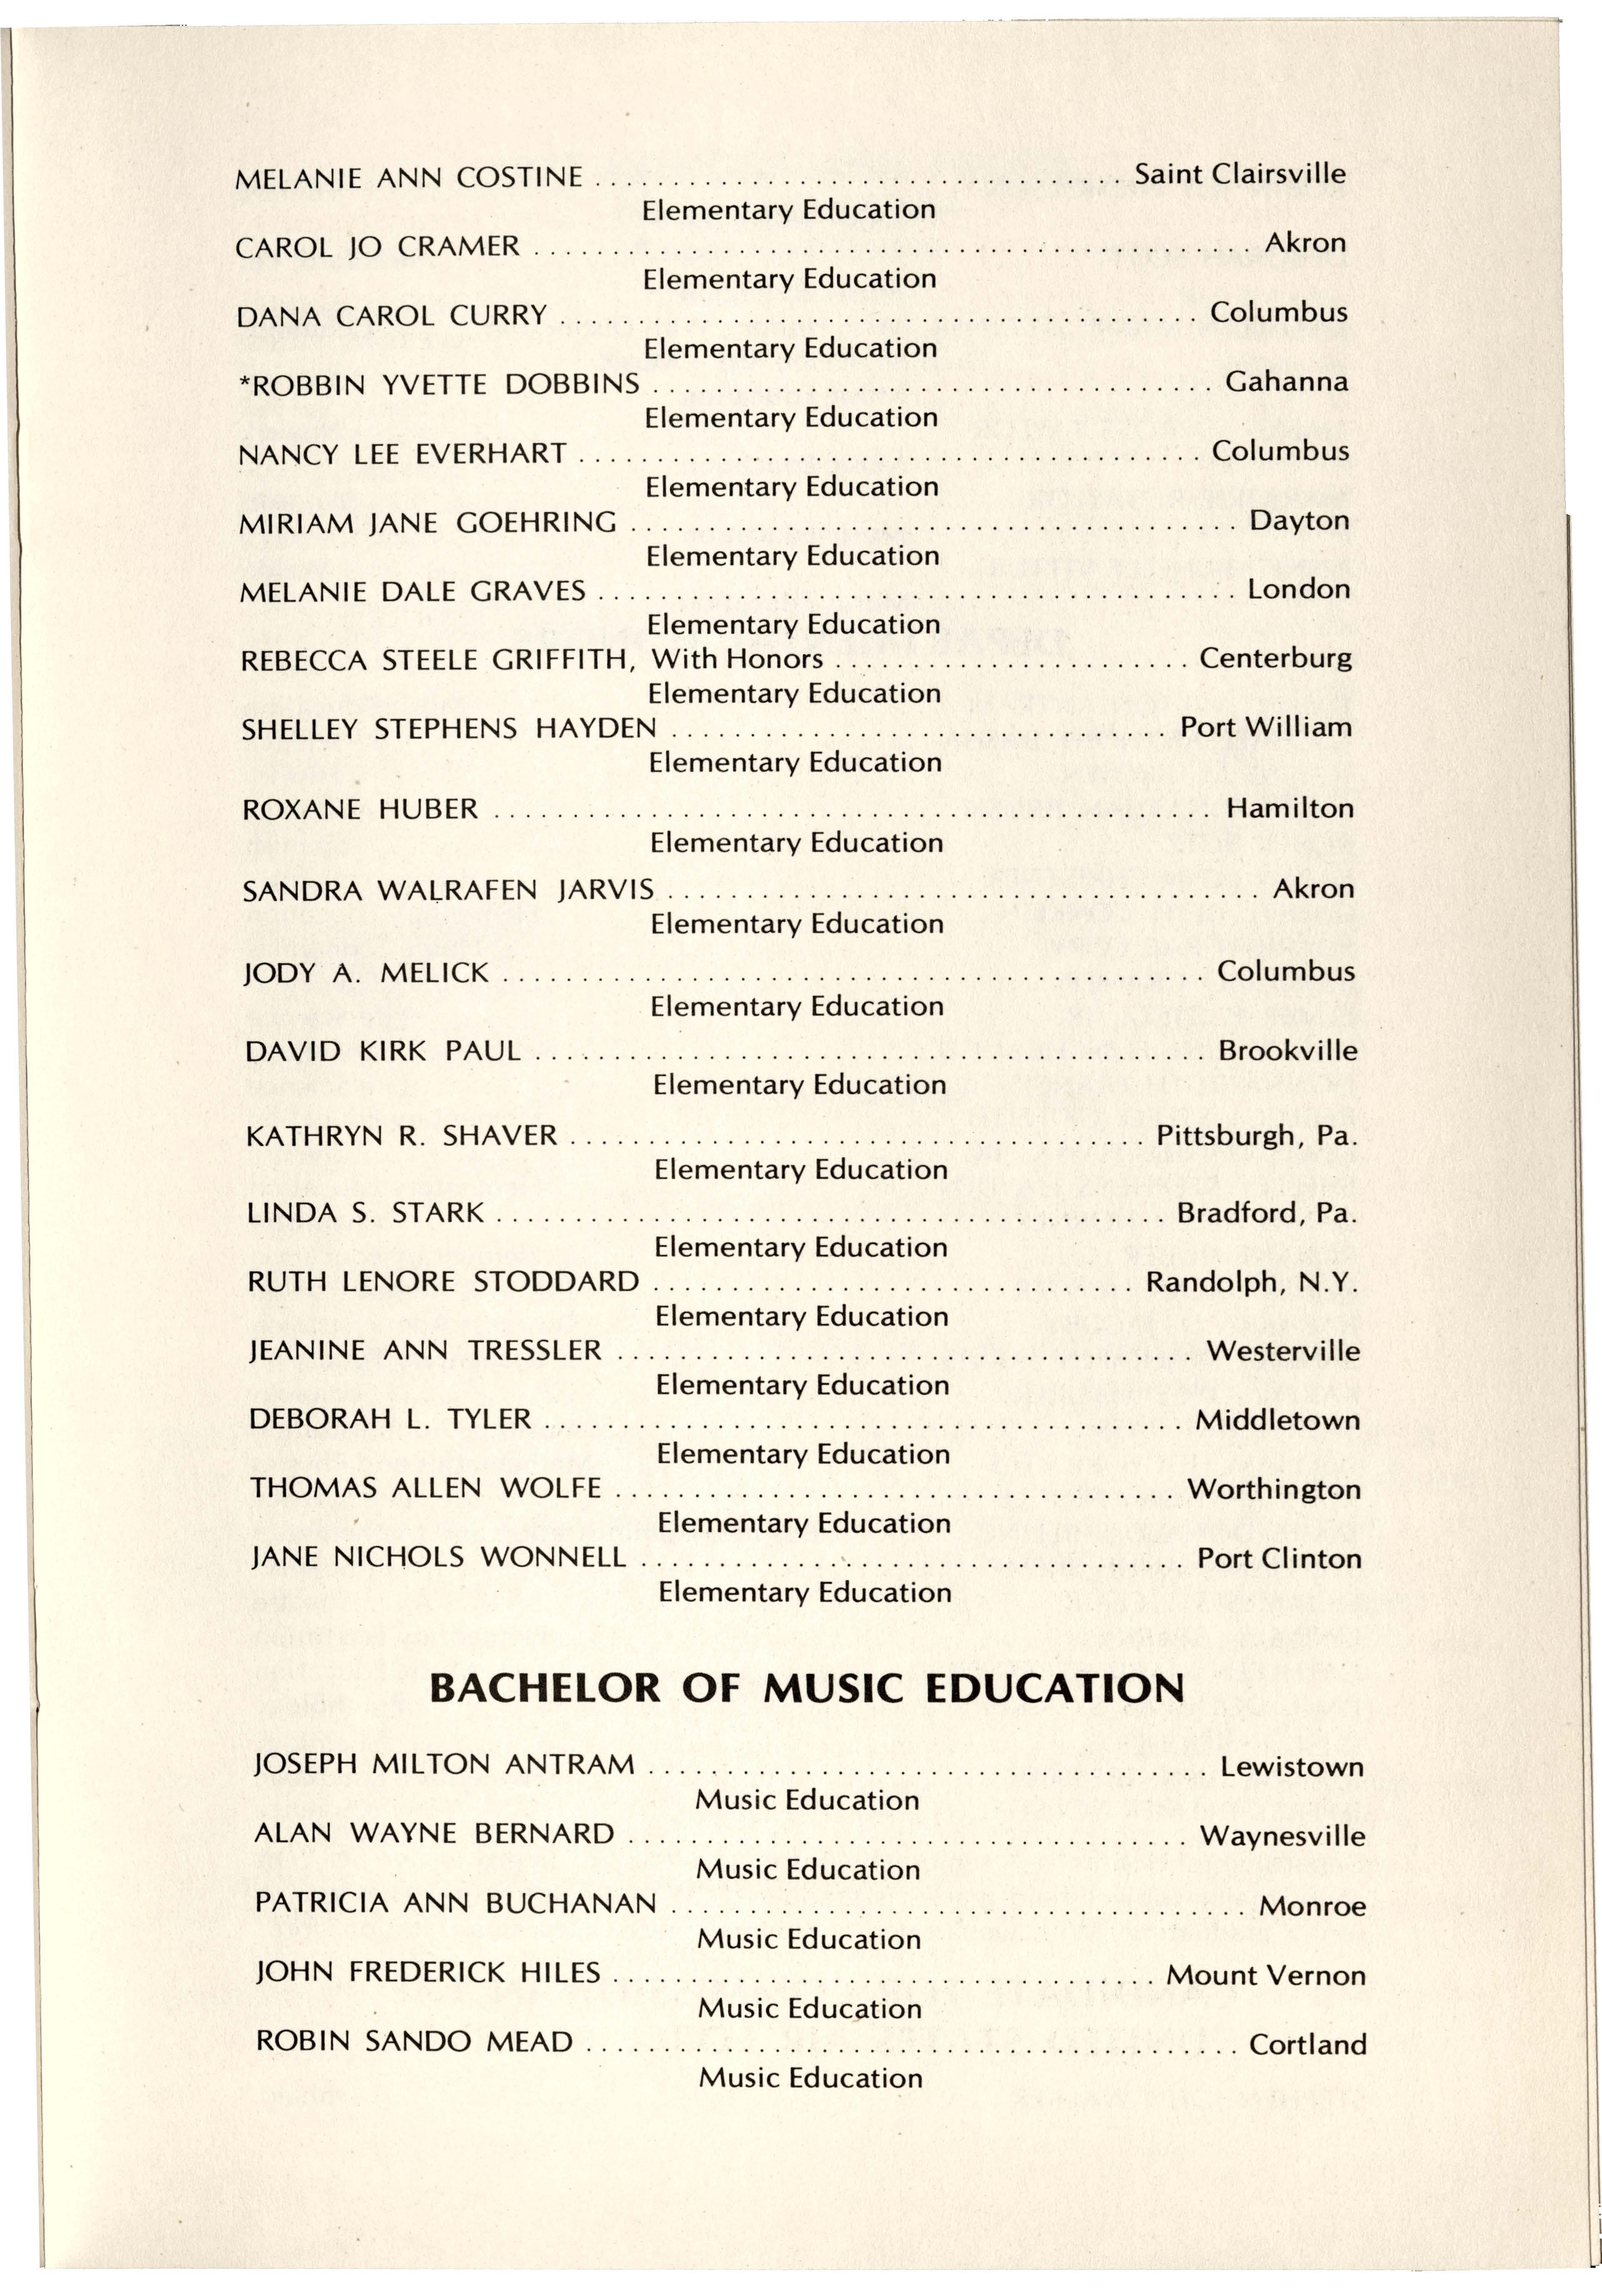 MELANIE ANN COSTINE .................................. Saint Clairsville
Elementary Education
CAROL JO CRAMER .............................................. Akron
Elementary Education
DANA CAROL CURRY ......................................... Columbus
Elementary Education
*ROBBIN YVETTE DOBBINS .................................... Gahanna
Elementary Education
NANCY LEE EVERHART ........................................ Columbus
Elementary Education
MIRIAM JANE GOEHRING ....................................... Dayton
Elementary Education
MELANIE DALE GRAVES ......................................... London
Elementary Education
REBECCA STEELE GRIFFITH, With Honors ....................... Centerburg
Elementary Education
SHELLEY STEPHENS HAYDEN ................................ Port William
Elementary Education
ROXANE HUBER .............................................. Hamilton
Elementary Education
SANDRA WALRAFEN JARVIS ...................................... Akron
Elementary Education
JODY A. MELICK ............................................. Columbus
Elementary Education
DAVID KIRK PAUL ........................................... Brookville
Elementary Education
KATHRYN R. SHAVER ..................................... Pittsburgh, Pa.
Elementary Education
LINDA S. STARK ........................................... Bradford, Pa.
Elementary Education
RUTH LENORE STODDARD ............................... Randolph, N.Y.
Elementary Education
JEANINE ANN TRESSLER ..................................... Westerville
Elementary Education
DEBORAH L. TYLER ......................................... Middletown
Elementary Education
THOMAS ALLEN WOLFE .................................... Worthington
Elementary Education
JANE NICHOLS WONNELL ................................... Port Clinton
Elementary Education
BACHELOR OF MUSIC EDUCATION
JOSEPH MILTON ANTRAM .................................... Lewistown
Music Education
ALAN WAYNE BERNARD .................................... Waynesville
Music Education
PATRICIA ANN BUCHANAN ..................................... Monroe
Music Education
JOHN FREDERICK HILES ................................... Mount Vernon
Music Education
ROBIN SANDO MEAD .......................................... Cortland
Music Education